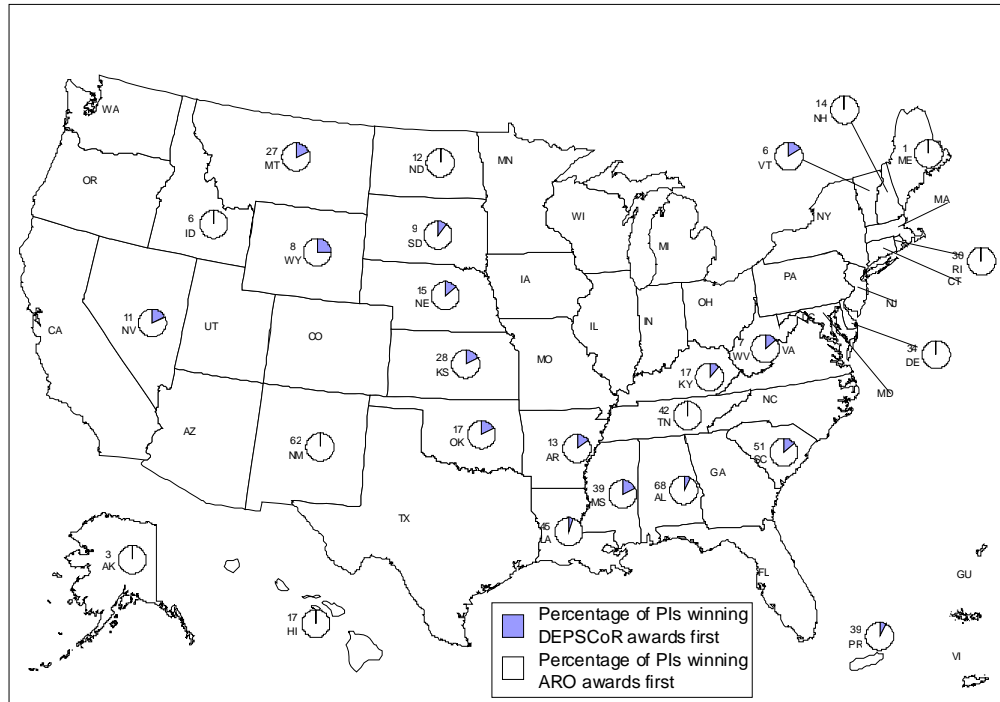 14
NH
WA
27
MT
12
ND
MN
6
VT
1
ME
OR
6
ID
9
SD
WI
MI
NY
MA
8
WY
30
RI
CT
15
NE
IA
PA
NJ
11
NV
UT
CO
CA
28
KS
MO
IL
IN
OH
WV
VA
34
DE
MD
17
KY
NC
AZ
62
NM
17
OK
13
AR
42
TN
51
SC
39
MS
68
AL
GA
45
LA
TX
3
AK
17
HI
FL
39
PR
GU
VI
Percentage of PIs winning
DEPSCoR awards first
Percentage of PIs winning
ARO awards first